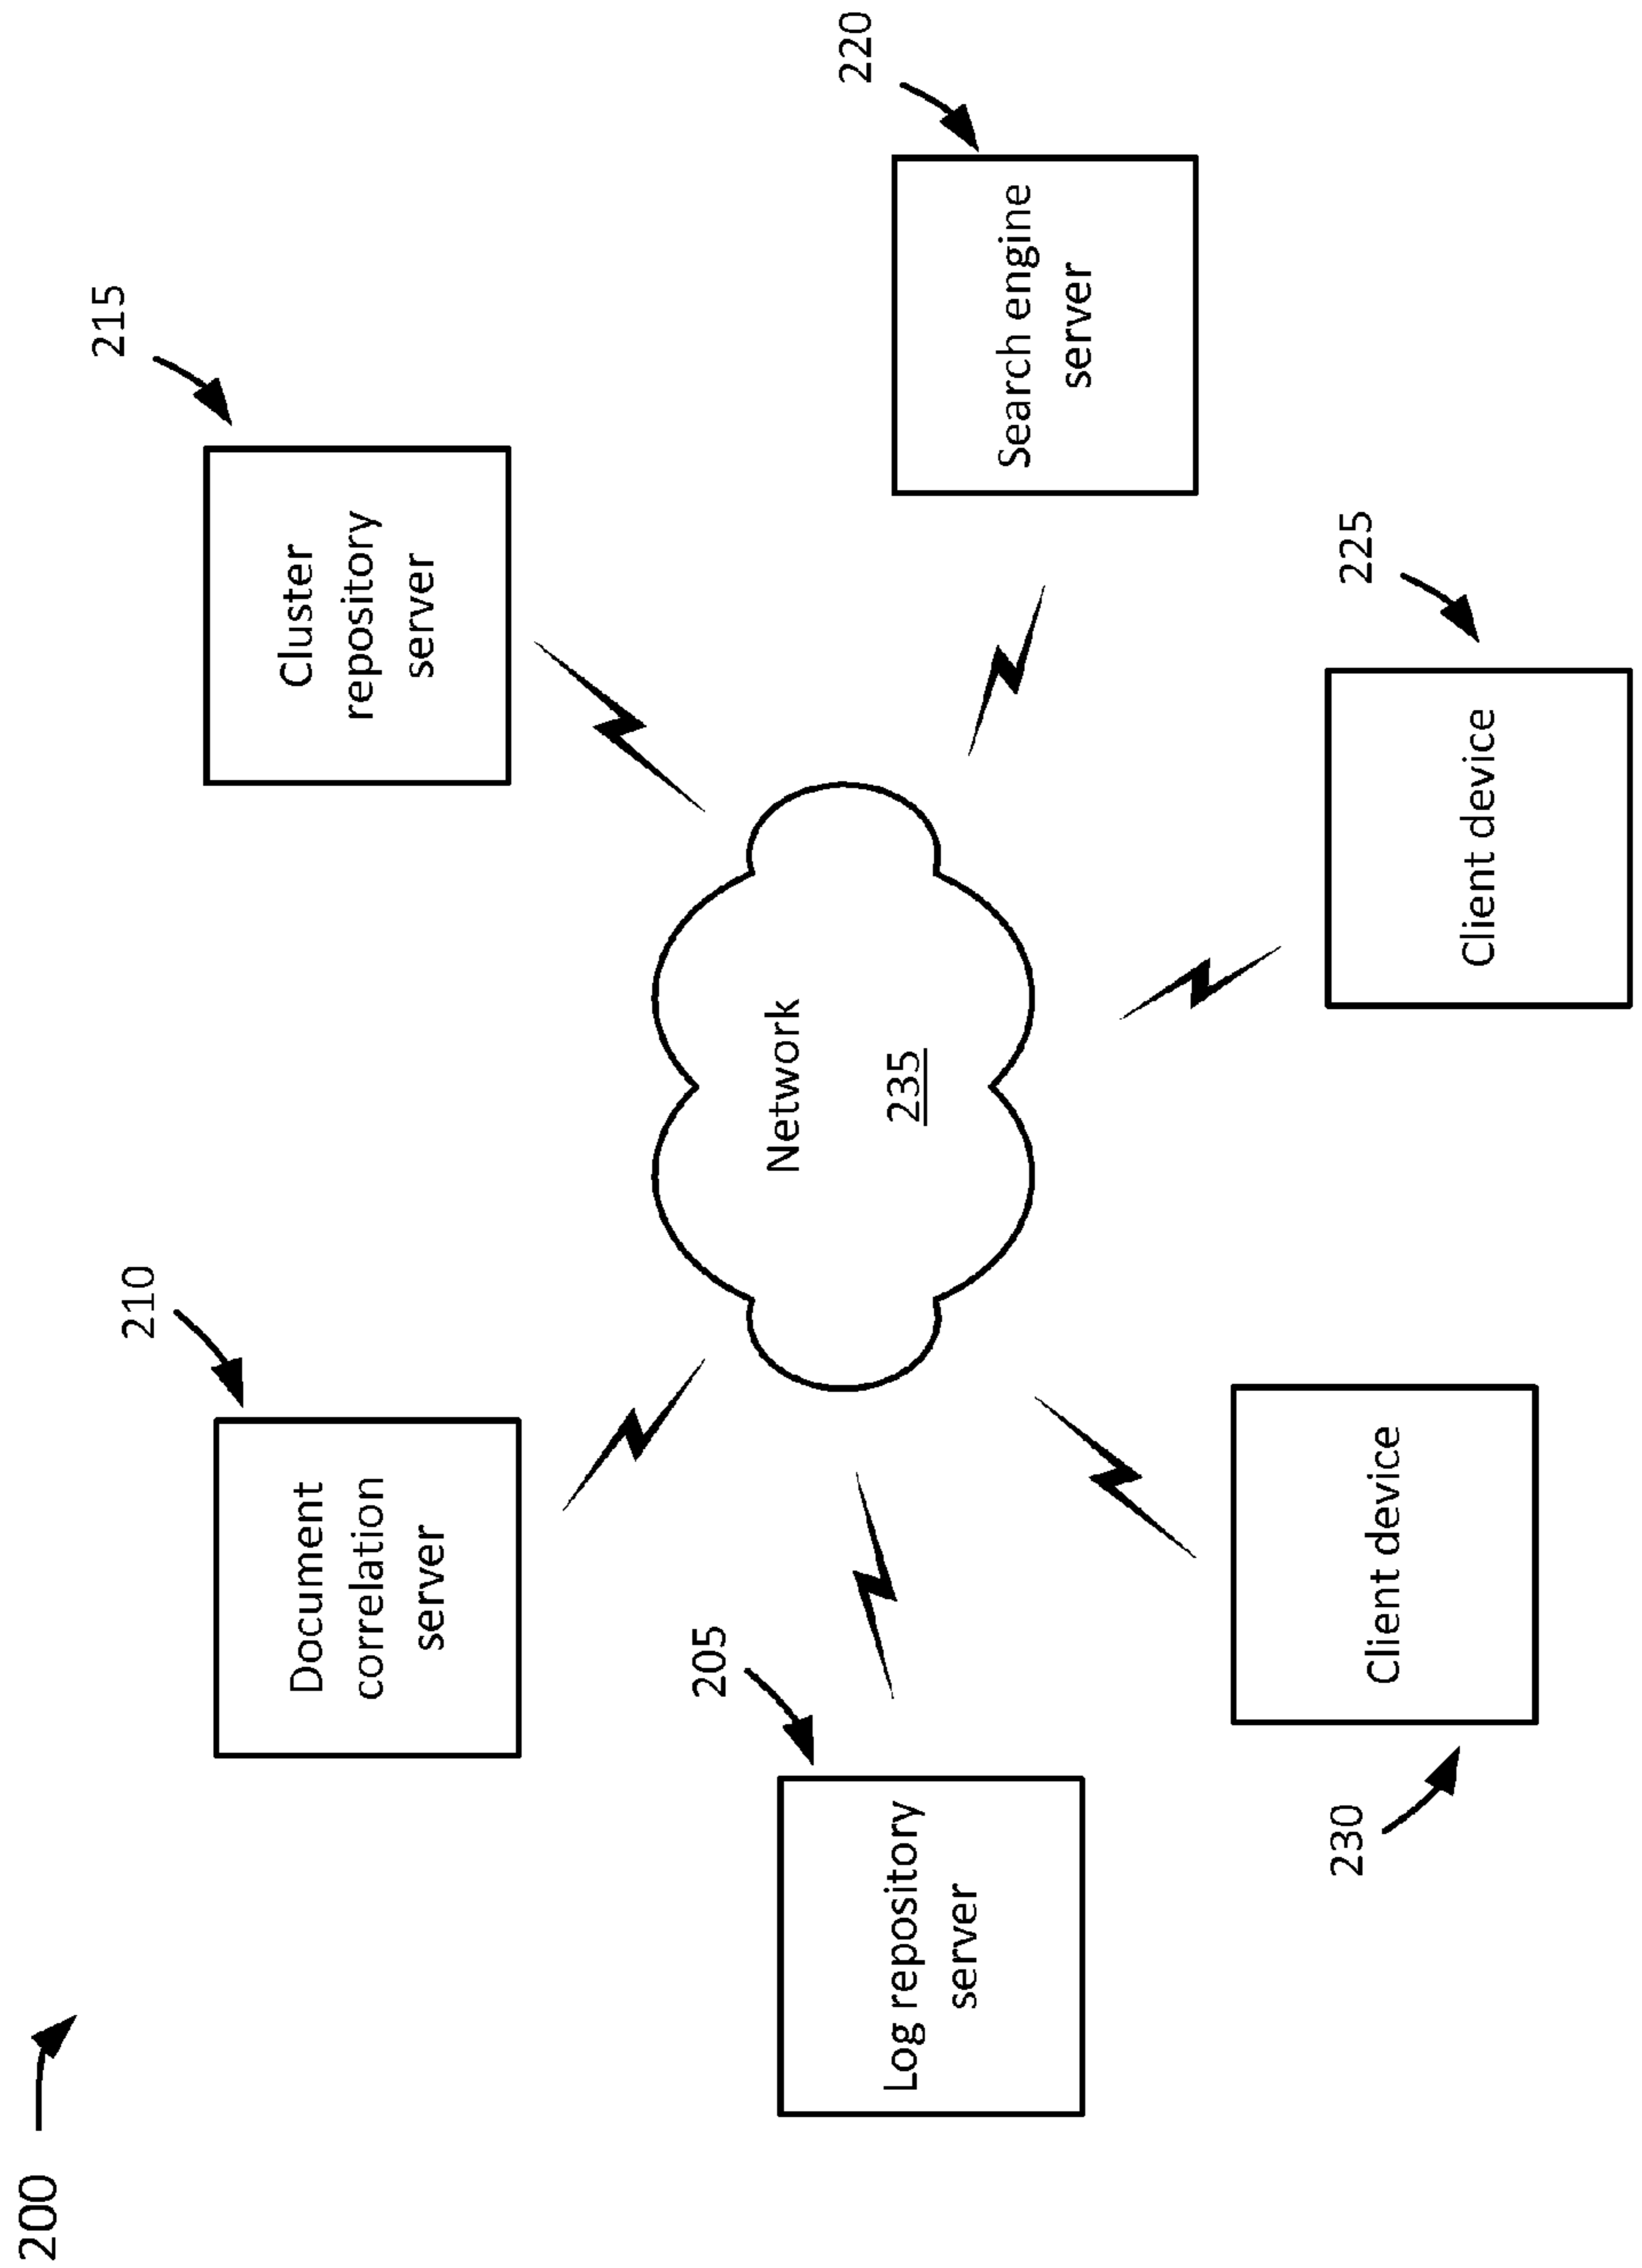 200
210
Document
correlation
server
215
Cluster
repository
server
205
Log repository
server
Network
235
220
Search engine
server
230
Client device
225
Client device